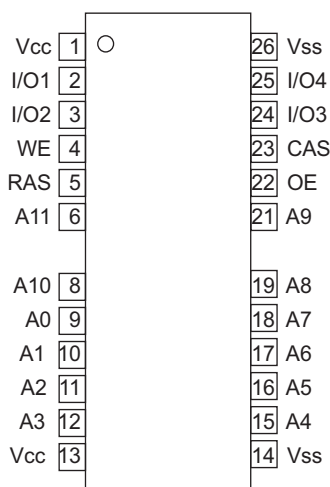 Vcc 1 26 Vss
I/O1 2 25 I/O4
I/O2 3 24 I/O3
WE 4 23 CAS
RAS 5 22 OE
A11 6 21 A9
A10 8 19 A8
A0 9 18 A7
A1 10 17 A6
A2 11 16 A5
A3 12 15 A4
Vcc 13 14 Vss